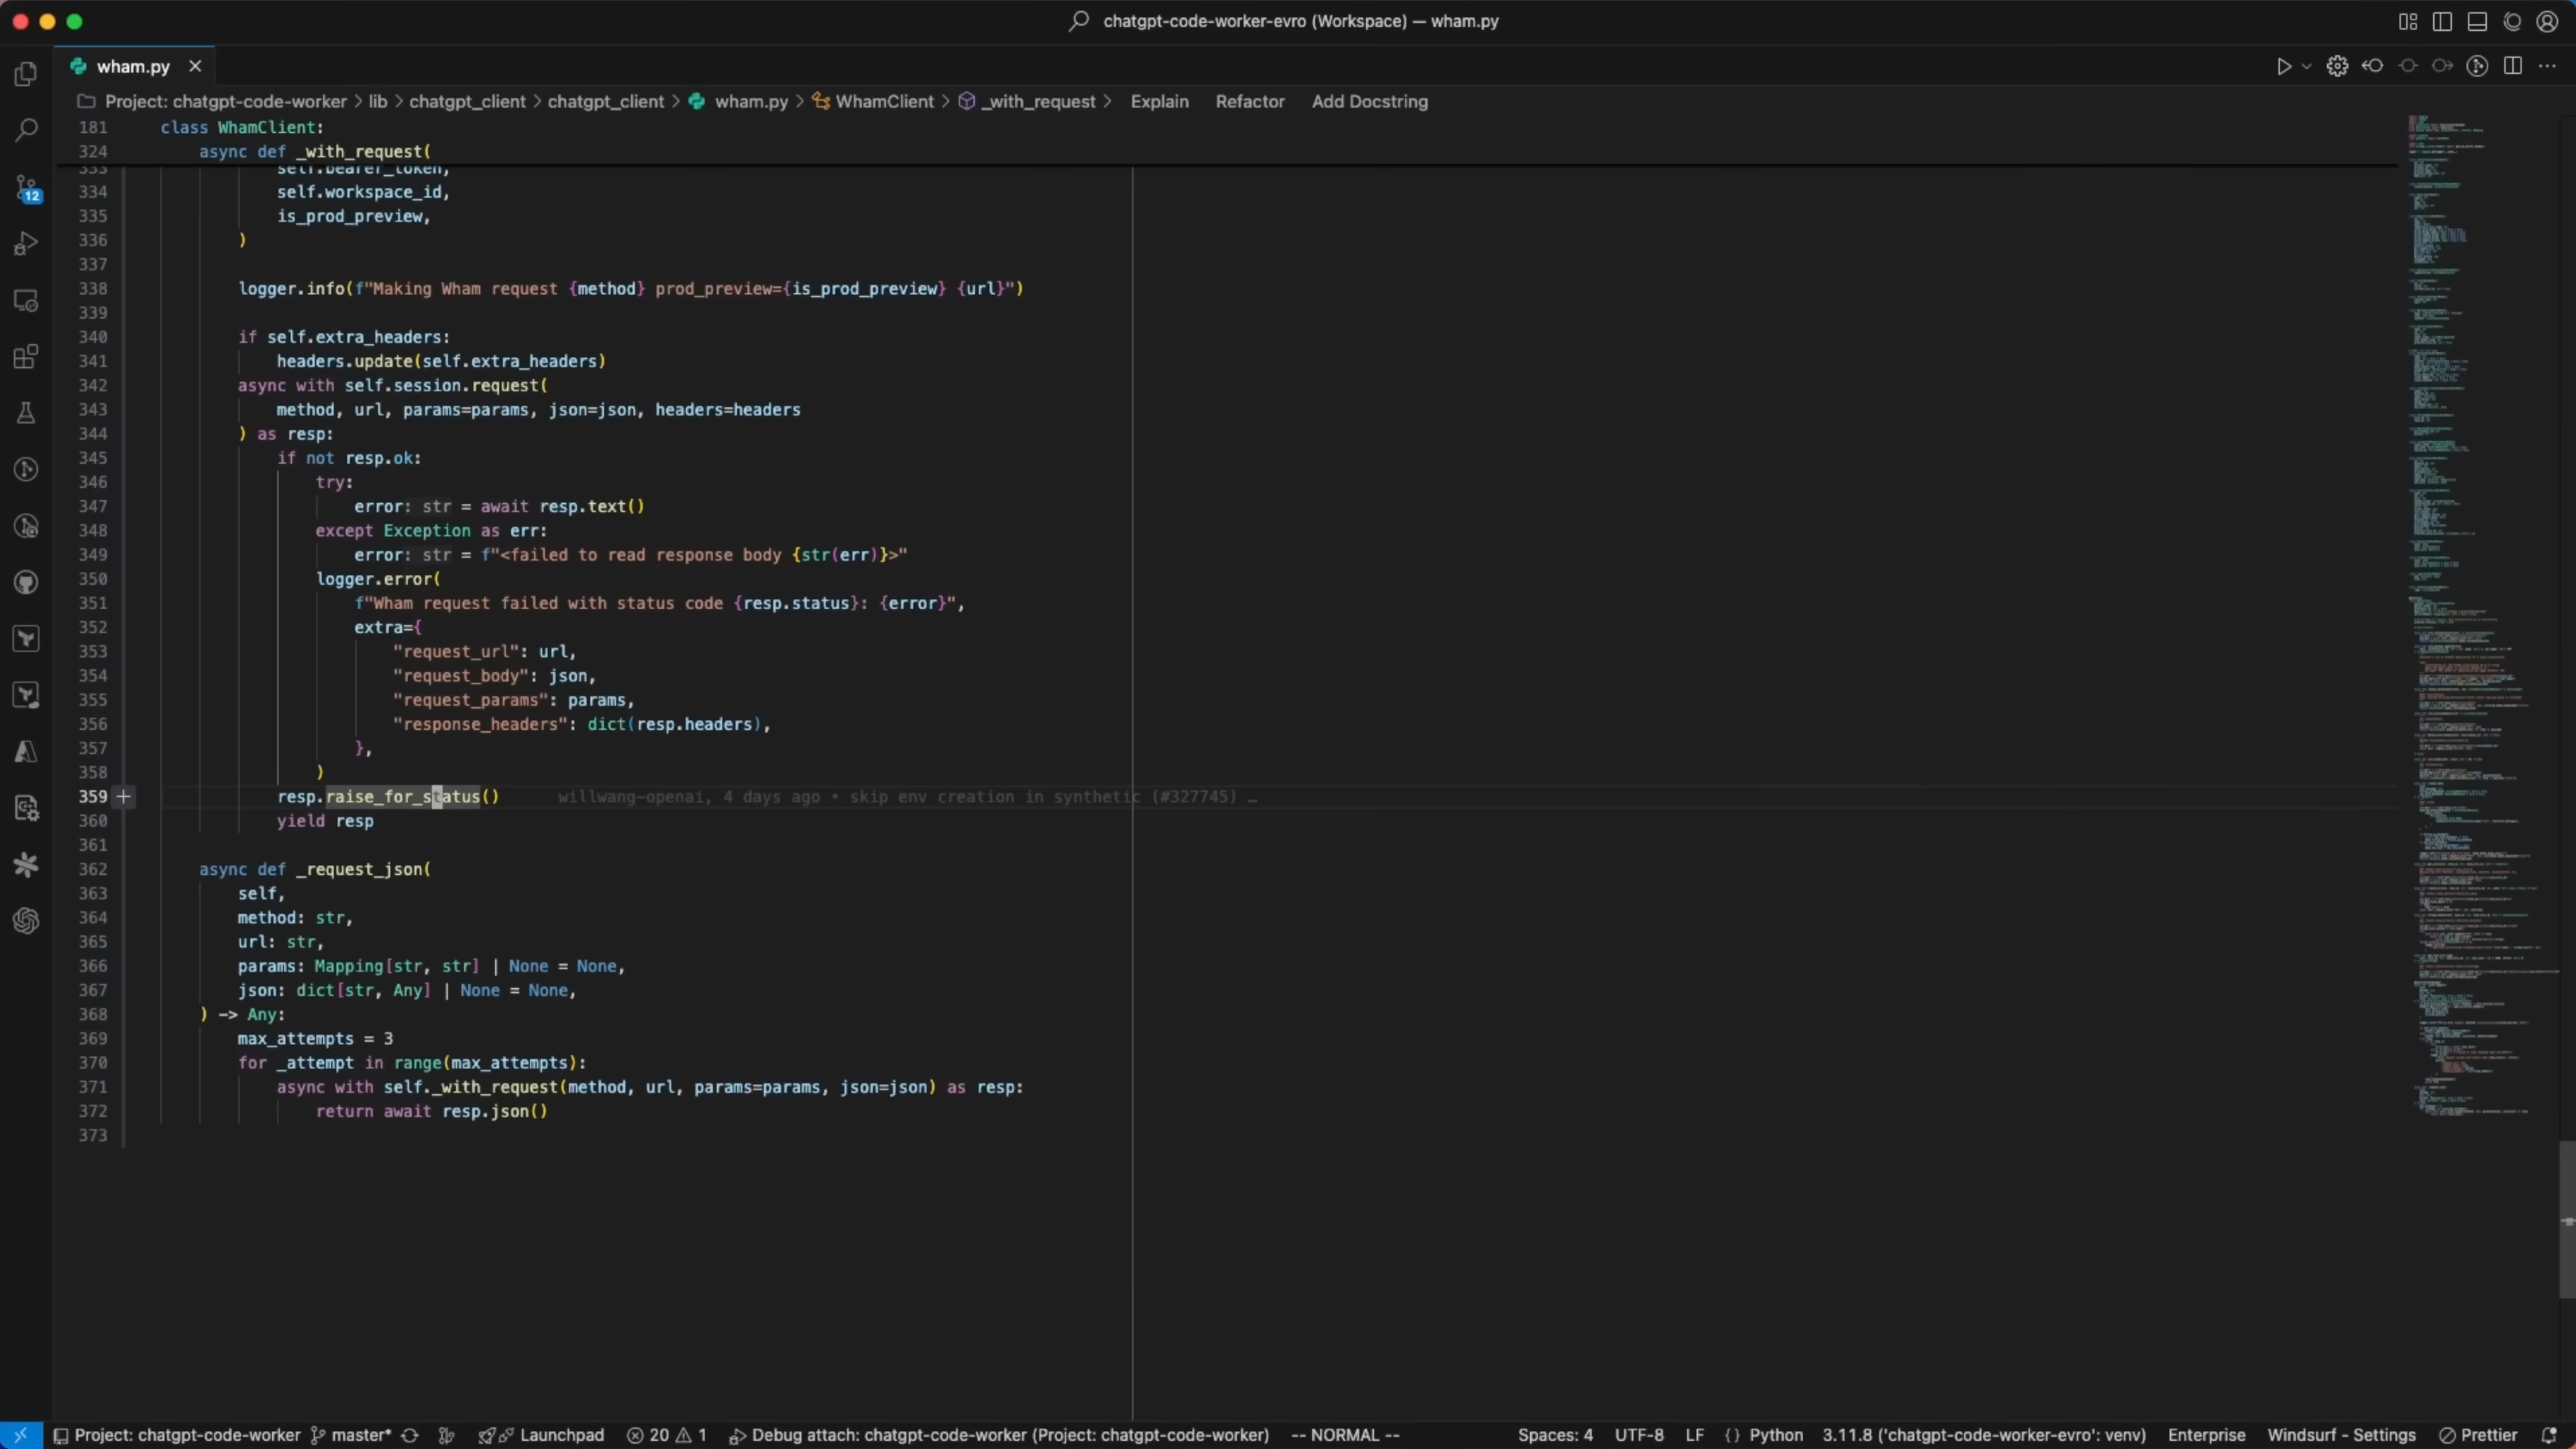 chatgpt-code-worker-evro (Workspace) — wham.py
wham.py
Project: chatgpt-code-worker > lib > chatgpt_client > chatgpt_client > wham.py > WhamClient > _with_request > Explain Refactor Add Docstring
181 class WhamClient:
324 async def _with_request(
333 self.bearer_token,
334 self.workspace_id,
335 is_prod_preview,
336 )
337
338 logger.info(f"Making Wham request {method} prod_preview={is_prod_preview} {url}")
339
340 if self.extra_headers:
341 headers.update(self.extra_headers)
342 async with self.session.request(
343 method, url, params=params, json=json, headers=headers
344 ) as resp:
345 if not resp.ok:
346 try:
347 error: str = await resp.text()
348 except Exception as err:
349 error: str = f"<failed to read response body {str(err)}>"
350 logger.error(
351 f"Wham request failed with status code {resp.status}: {error}",
352 extra={
353 "request_url": url,
354 "request_body": json,
355 "request_params": params,
356 "response_headers": dict(resp.headers),
357 },
358 )
359 resp.raise_for_status() willwang-openai, 4 days ago • skip env creation in synthetic (#327745) …
360 yield resp
361
362 async def _request_json(
363 self,
364 method: str,
365 url: str,
366 params: Mapping[str, str] | None = None,
367 json: dict[str, Any] | None = None,
368 ) -> Any:
369 max_attempts = 3
370 for _attempt in range(max_attempts):
371 async with self._with_request(method, url, params=params, json=json) as resp:
372 return await resp.json()
373
12
Project: chatgpt-code-worker master* Launchpad 20 1 Debug attach: chatgpt-code-worker (Project: chatgpt-code-worker) -- NORMAL -- Spaces: 4 UTF-8 LF {} Python 3.11.8 ('chatgpt-code-worker-evro': venv) Enterprise Windsurf - Settings Prettier